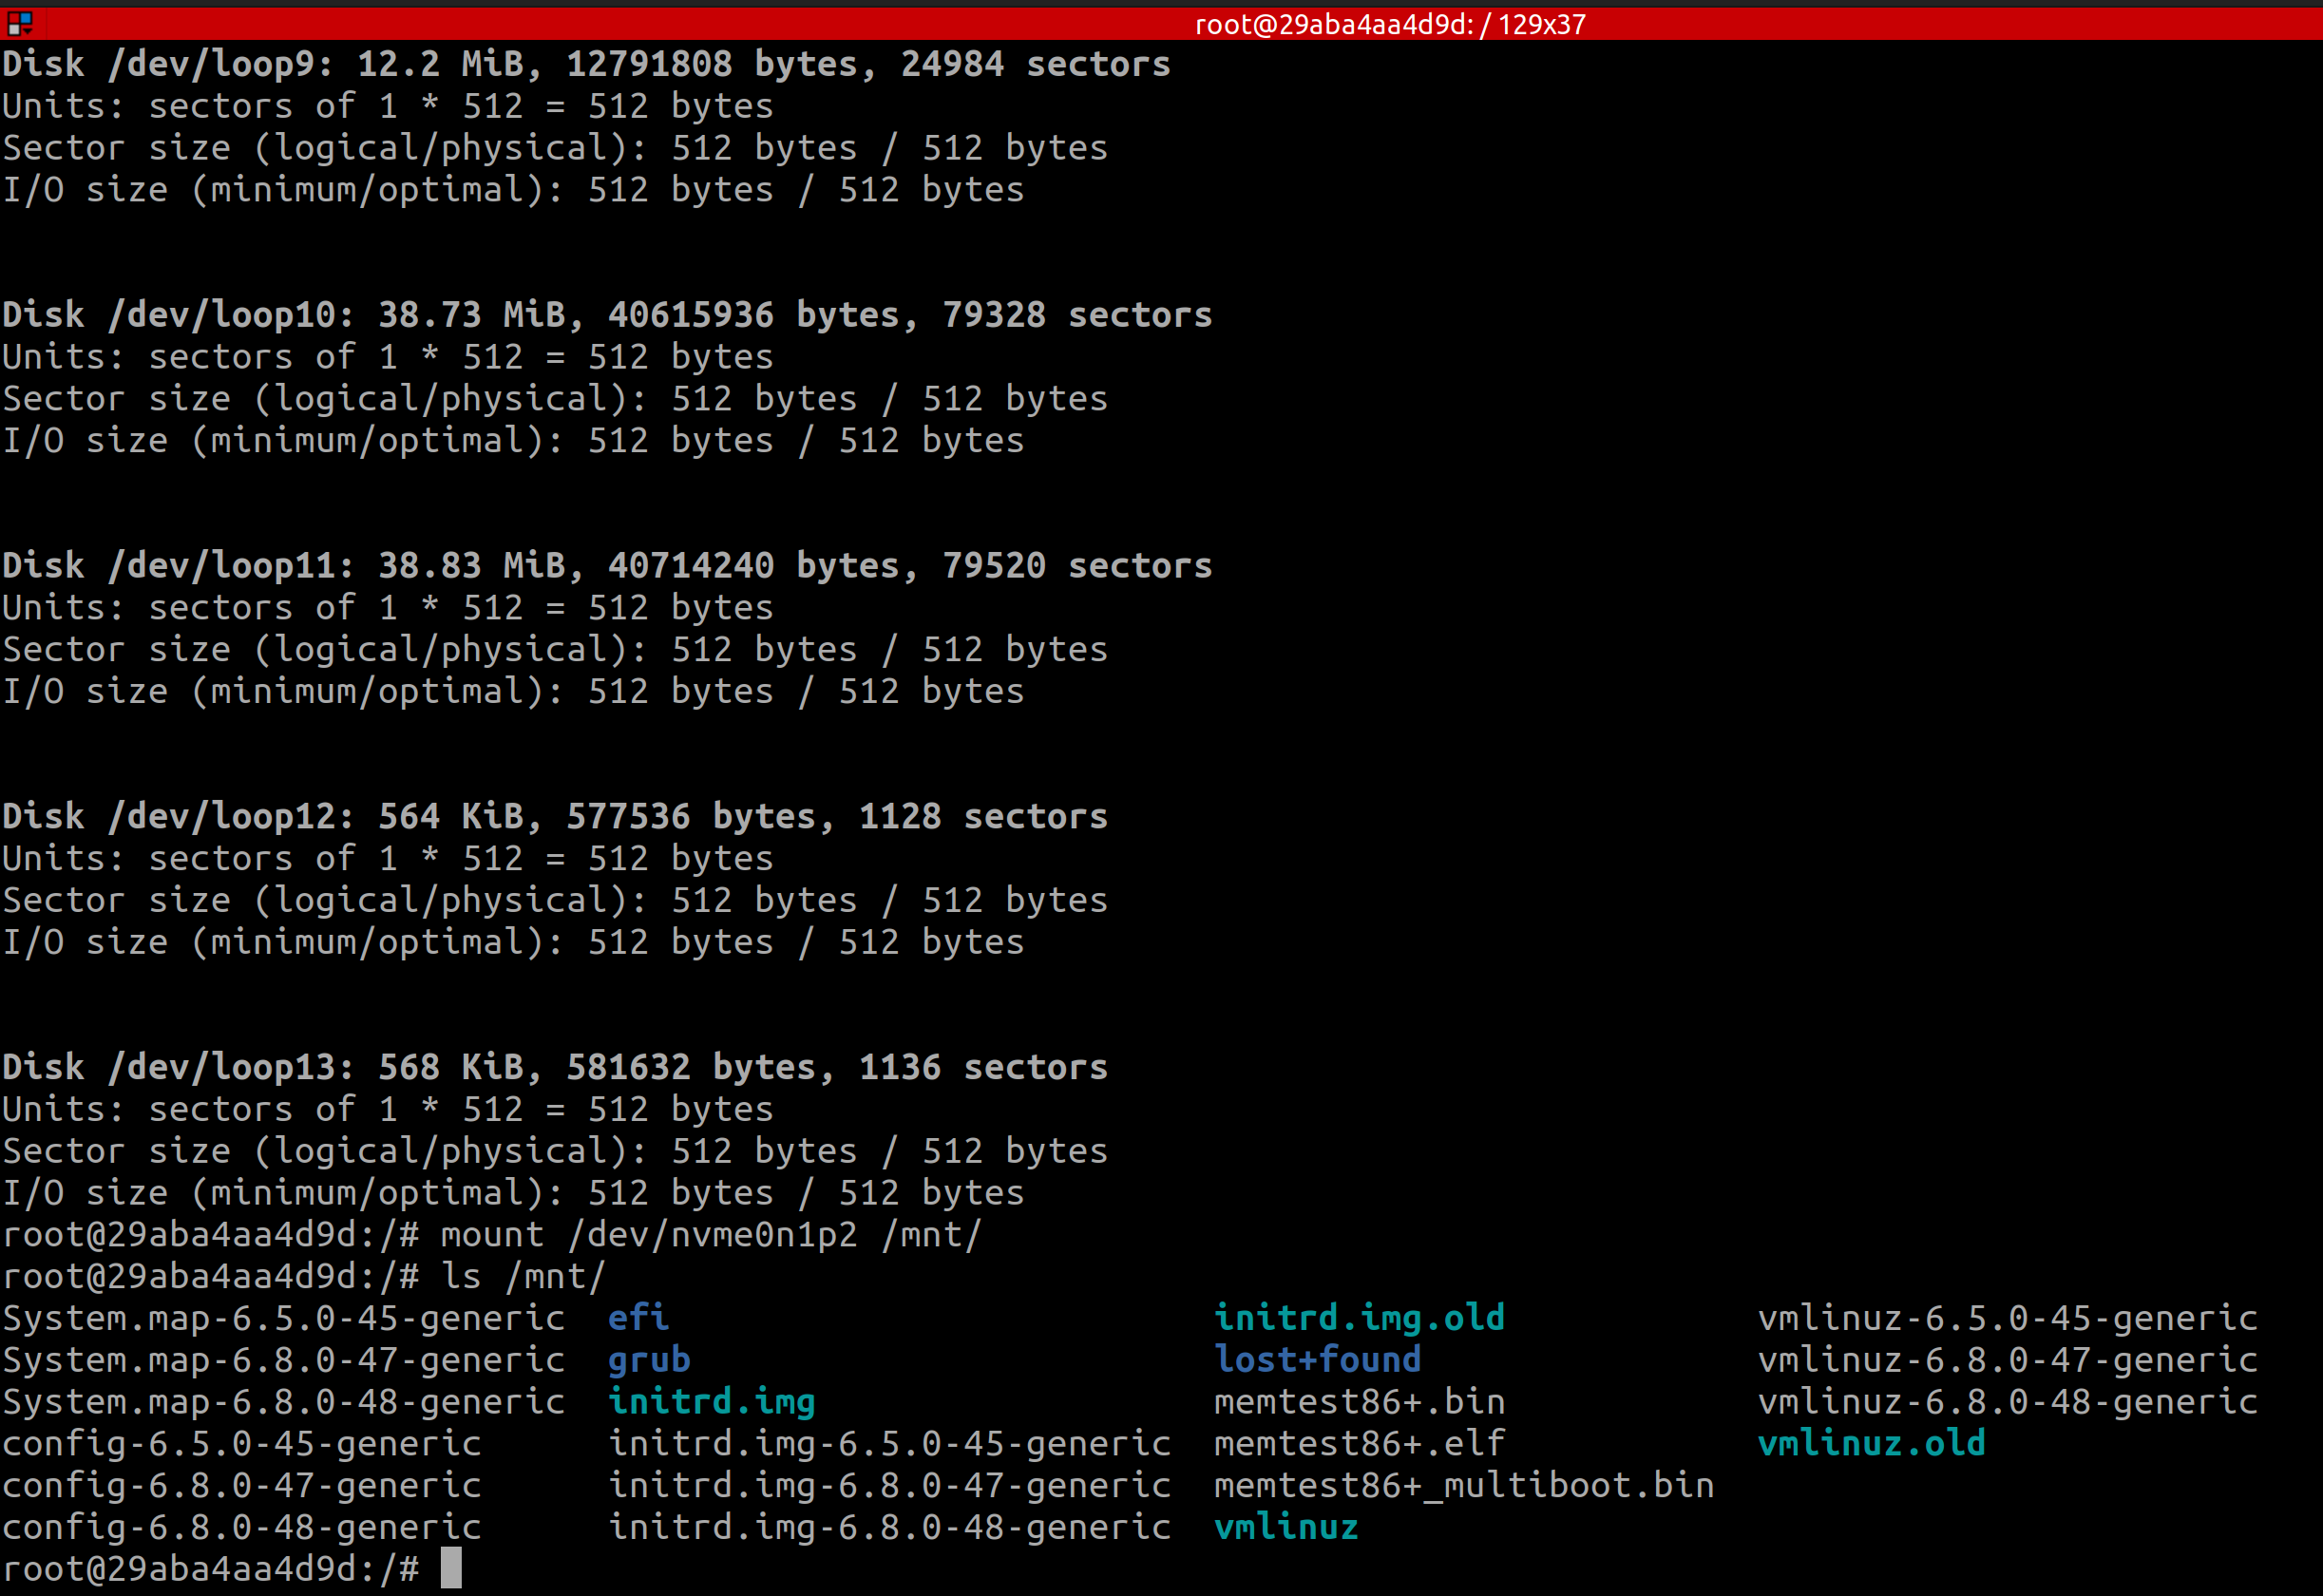 root@29aba4aa4d9d: / 129x37
Disk /dev/loop9: 12.2 MiB, 12791808 bytes, 24984 sectors
Units: sectors of 1 * 512 = 512 bytes
Sector size (logical/physical): 512 bytes / 512 bytes
I/O size (minimum/optimal): 512 bytes / 512 bytes
Disk /dev/loop10: 38.73 MiB, 40615936 bytes, 79328 sectors
Units: sectors of 1 * 512 = 512 bytes
Sector size (logical/physical): 512 bytes / 512 bytes
I/O size (minimum/optimal): 512 bytes / 512 bytes
Disk /dev/loop11: 38.83 MiB, 40714240 bytes, 79520 sectors
Units: sectors of 1 * 512 = 512 bytes
Sector size (logical/physical): 512 bytes / 512 bytes
I/O size (minimum/optimal): 512 bytes / 512 bytes
Disk /dev/loop12: 564 KiB, 577536 bytes, 1128 sectors
Units: sectors of 1 * 512 = 512 bytes
Sector size (logical/physical): 512 bytes / 512 bytes
I/O size (minimum/optimal): 512 bytes / 512 bytes
Disk /dev/loop13: 568 KiB, 581632 bytes, 1136 sectors
Units: sectors of 1 * 512 = 512 bytes
Sector size (logical/physical): 512 bytes / 512 bytes
I/O size (minimum/optimal): 512 bytes / 512 bytes
root@29aba4aa4d9d:/# mount /dev/nvme0n1p2 /mnt/
root@29aba4aa4d9d:/# ls /mnt/
System.map-6.5.0-45-generic  efi                          initrd.img.old            vmlinuz-6.5.0-45-generic
System.map-6.8.0-47-generic  grub                         lost+found                vmlinuz-6.8.0-47-generic
System.map-6.8.0-48-generic  initrd.img                   memtest86+.bin            vmlinuz-6.8.0-48-generic
config-6.5.0-45-generic      initrd.img-6.5.0-45-generic  memtest86+.elf            vmlinuz.old
config-6.8.0-47-generic      initrd.img-6.8.0-47-generic  memtest86+_multiboot.bin
config-6.8.0-48-generic      initrd.img-6.8.0-48-generic  vmlinuz
root@29aba4aa4d9d:/#